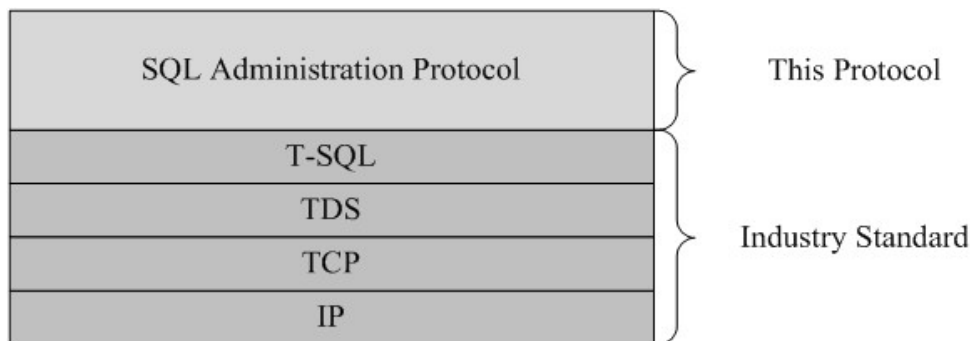 SQL Administration Protocol
This Protocol
T-SQL
TDS
Industry Standard
TCP
IP